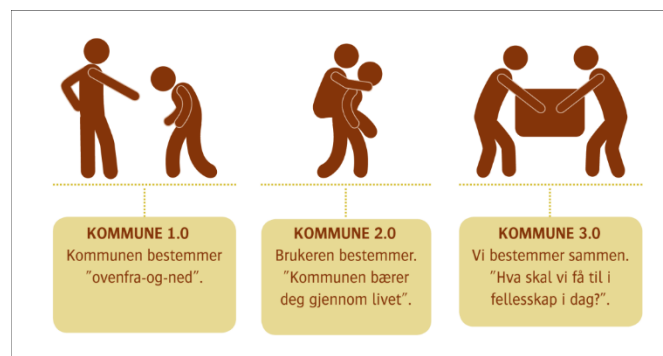 KOMMUNE 1.0
Kommunen bestemmer
"ovenfra-og-ned".
KOMMUNE 2.0
Brukeren bestemmer.
"Kommunen bærer
deg gjennom livet".
KOMMUNE 3.0
Vi bestemmer sammen.
"Hva skal vi få til i
fellesskap i dag?".